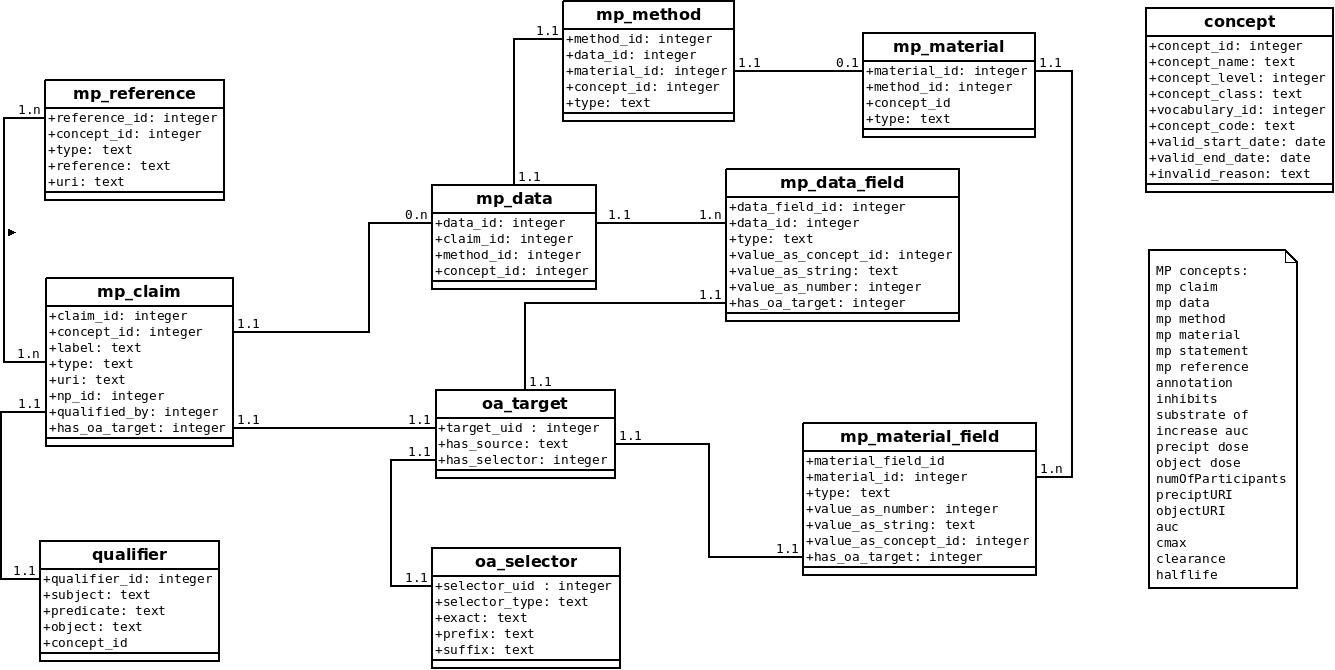 mp_method
+method_id: integer
+data_id: integer
+material_id: integer
+concept_id: integer
+type: text
1.1
1.1
0.1
mp_material
+material_id: integer
+method_id: integer
+concept_id
+type: text
1.1
concept
+concept_id: integer
+concept_name: text
+concept_level: integer
+concept_class: text
+vocabulary_id: integer
+concept_code: text
+valid_start_date: date
+valid_end_date: date
+invalid_reason: text
mp_reference
+reference_id: integer
+concept_id: integer
+type: text
+reference: text
+uri: text
1.n
1.1
mp_data
+data_id: integer
+claim_id: integer
+method_id: integer
+concept_id: integer
0.n
1.1
1.n
mp_data_field
+data_field_id: integer
+data_id: integer
+type: text
+value_as_concept_id: integer
+value_as_string: text
+value_as_number: integer
+has_oa_target: integer
1.1
mp_claim
+claim_id: integer
+concept_id: integer
+label: text
+type: text
+uri: text
+np_id: integer
+qualified_by: integer
+has_oa_target: integer
1.1
1.n
1.1
1.1
1.1
1.1
1.1
oa_target
+target_uid : integer
+has_source: text
+has_selector: integer
1.1
mp_material_field
+material_field_id
+material_id: integer
+type: text
+value_as_number: integer
+value_as_string: text
+value_as_concept_id: integer
+has_oa_target: integer
1.n
1.1
MP concepts:
mp claim
mp data
mp method
mp material
mp statement
mp reference
annotation
inhibits
substrate of
increase auc
precipt dose
object dose
numOfParticipants
preciptURI
objectURI
auc
cmax
clearance
halflife
qualifier
+qualifier_id: integer
+subject: text
+predicate: text
+object: text
+concept_id
1.1
1.1
oa_selector
+selector_uid : integer
+selector_type: text
+exact: text
+prefix: text
+suffix: text